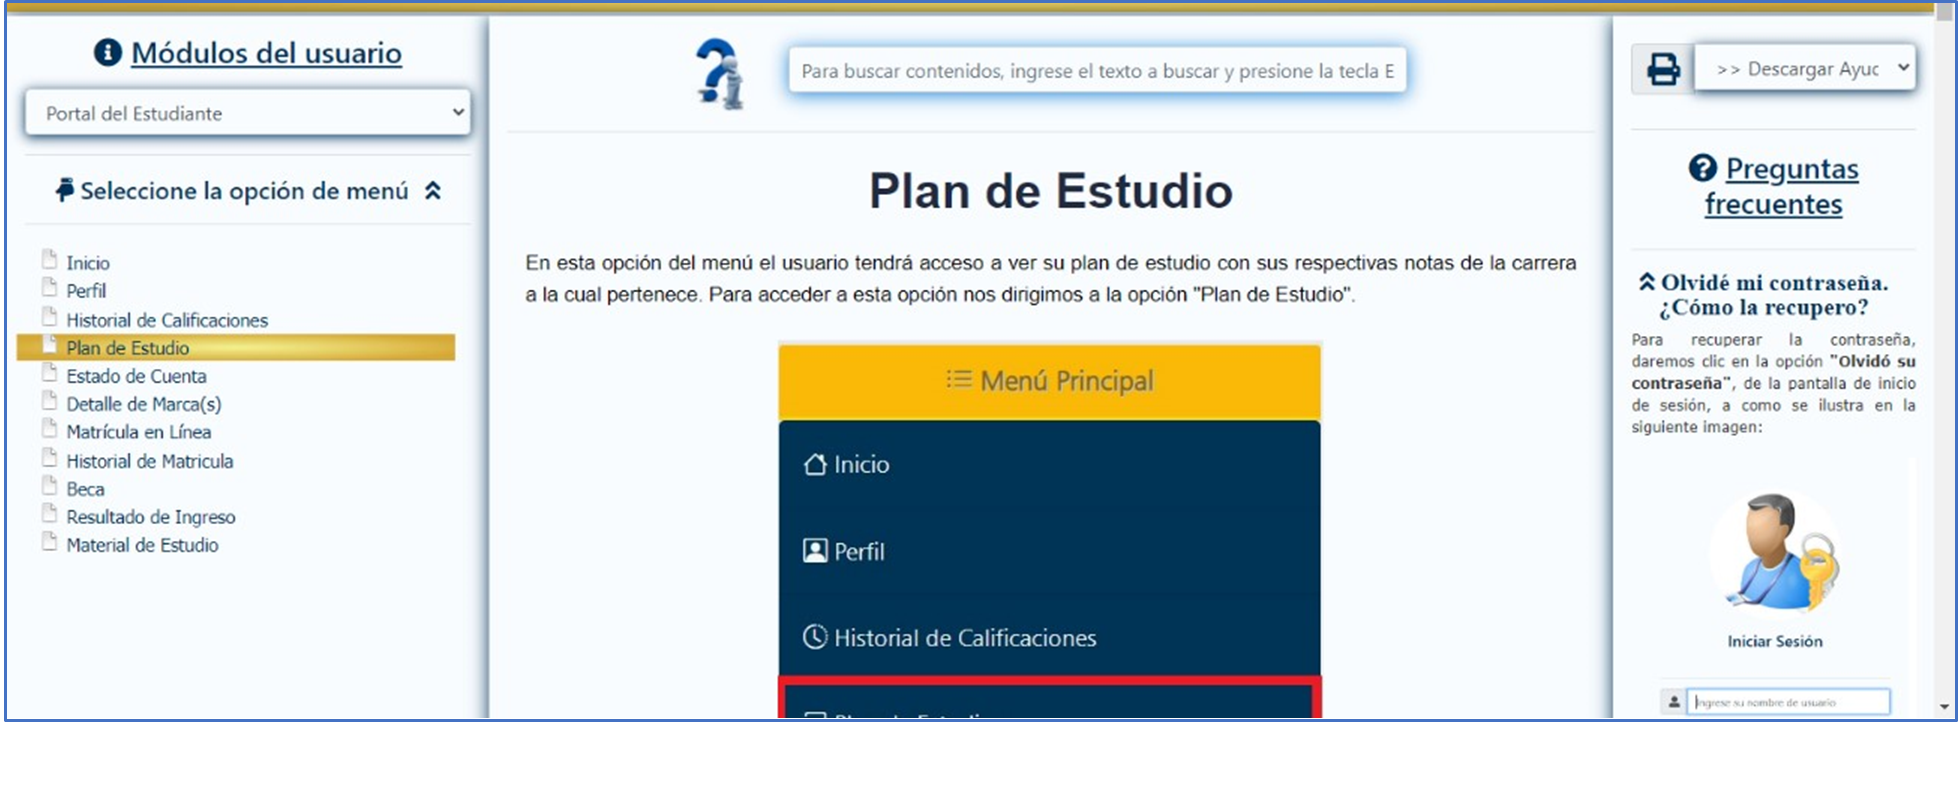 Módulos del usuario
Portal del Estudiante
Seleccione la opción de menú
Inicio
Perfil
Historial de Calificaciones
Plan de Estudio
Estado de Cuenta
Detalle de Marca(s)
Matrícula en Línea
Historial de Matricula
Beca
Resultado de Ingreso
Material de Estudio
Para buscar contenidos, ingrese el texto a buscar y presione la tecla E
Plan de Estudio
En esta opción del menú el usuario tendrá acceso a ver su plan de estudio con sus respectivas notas de la carrera
a la cual pertenece. Para acceder a esta opción nos dirigimos a la opción "Plan de Estudio".
Menú Principal
Inicio
Perfil
Historial de Calificaciones
>> Descargar Ayuc
Preguntas
frecuentes
Olvidé mi contraseña.
¿Cómo la recupero?
Para recuperar la contraseña,
daremos clic en la opción "Olvidó su
contraseña", de la pantalla de inicio
de sesión, a como se ilustra en la
siguiente imagen:
Iniciar Sesión
Ingrese su nombre de usuario